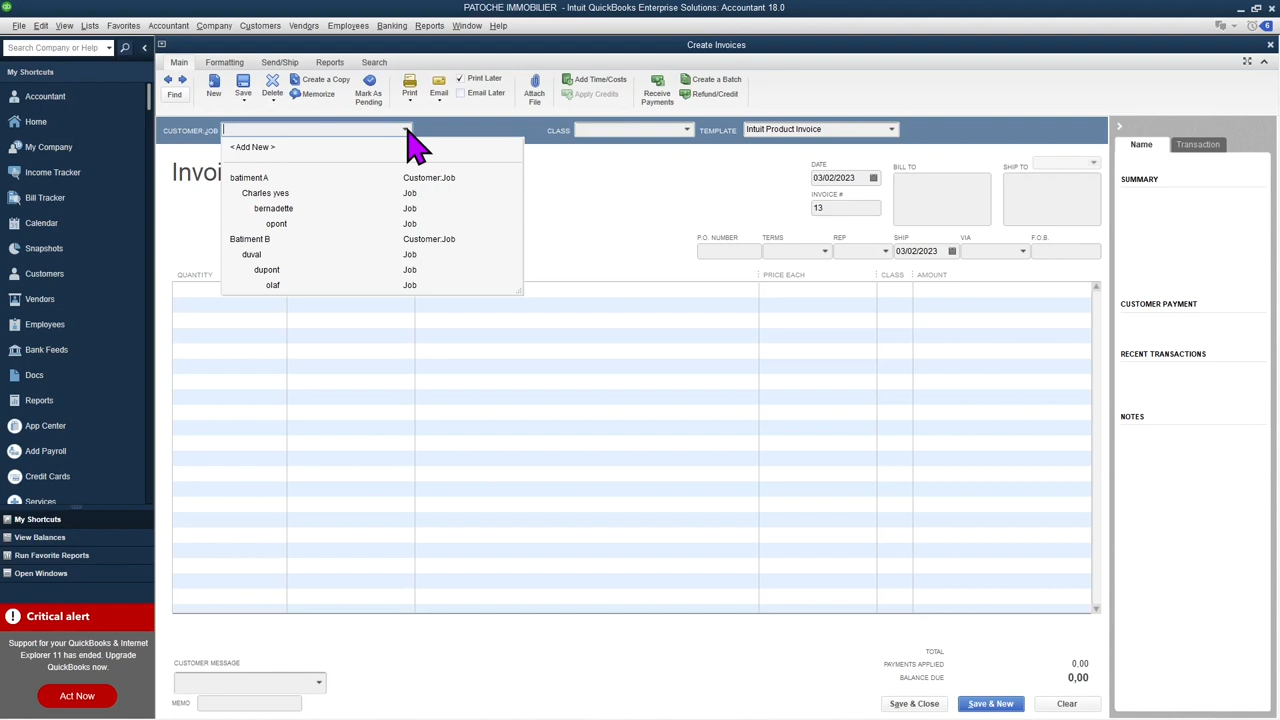 PATOCHE IMMOBILIER - Intuit QuickBooks Enterprise Solutions: Accountant 18.0
File Edit View Lists Favorites Accountant Company Customers Vendors Employees Banking Reports Window Help
6
Search Company or Help
Create Invoices
My Shortcuts
Accountant
Home
My Company
Income Tracker
Bill Tracker
Calendar
Snapshots
Customers
Vendors
Employees
Bank Feeds
Docs
Reports
App Center
Add Payroll
Credit Cards
Services
My Shortcuts
View Balances
Run Favorite Reports
Open Windows
Critical alert
Support for your QuickBooks & Internet
Explorer 11 has ended. Upgrade
QuickBooks now.
Act Now
Main Formatting Send/Ship Reports Search
Find
New
Save
Delete
Create a Copy
Memorize
Mark As
Pending
Print
Email
Print Later
Email Later
Attach
File
Add Time/Costs
Apply Credits
Receive
Payments
Create a Batch
Refund/Credit
CUSTOMER:JOB
CLASS
TEMPLATE Intuit Product Invoice
< Add New >
batiment A Customer:Job
Charles yves Job
bernadette Job
opont Job
Batiment B Customer:Job
duval Job
dupont Job
olaf Job
Invoi
DATE
03/02/2023
INVOICE #
13
BILL TO
SHIP TO
P.O. NUMBER TERMS REP SHIP VIA F.O.B.
03/02/2023
QUANTITY PRICE EACH CLASS AMOUNT
CUSTOMER MESSAGE
MEMO
TOTAL
PAYMENTS APPLIED 0,00
BALANCE DUE 0,00
Save & Close Save & New Clear
Name Transaction
SUMMARY
CUSTOMER PAYMENT
RECENT TRANSACTIONS
NOTES